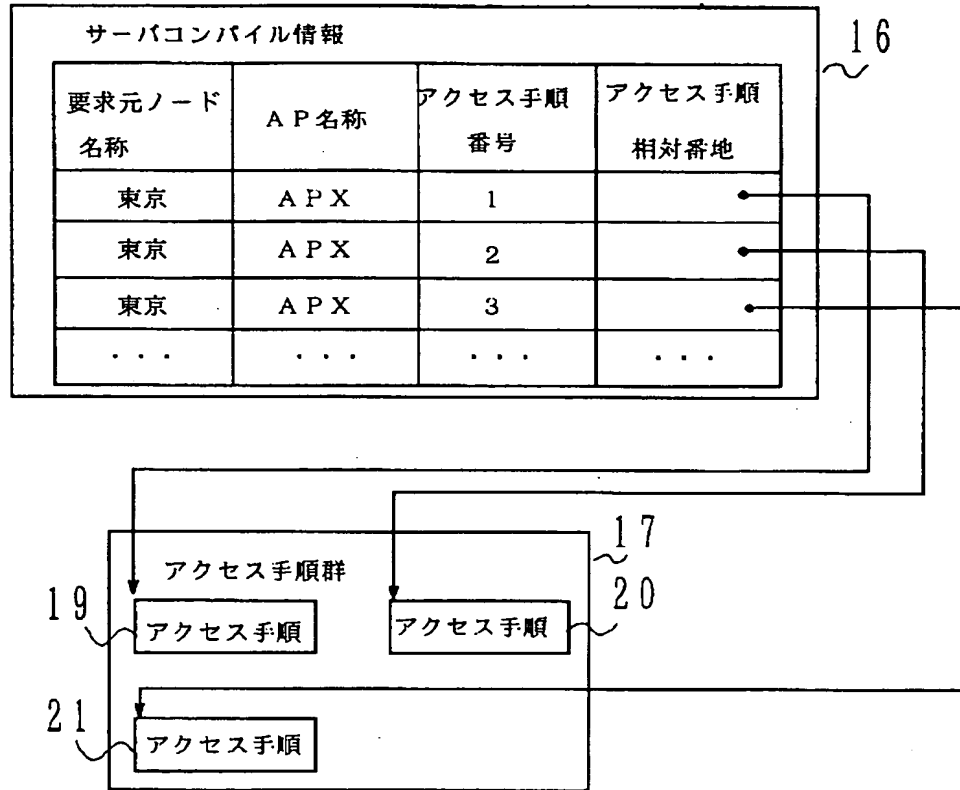 サーバコンパイル情報
16
要求元ノード
名称
AP名称
アクセス手順
番号
アクセス手順
相対番地
東京
APX
1
東京
APX
2
東京
APX
3
・・・
・・・
・・・
・・・
17
アクセス手順群
19
アクセス手順
アクセス手順
20
21
アクセス手順